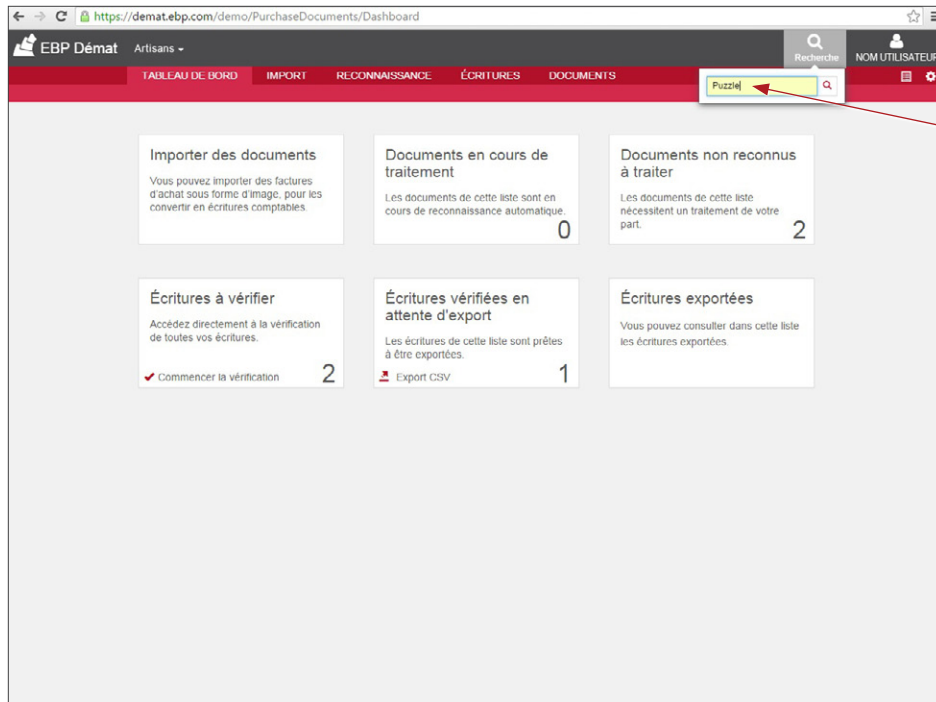 https://demat.ebp.com/demo/PurchaseDocuments/Dashboard
EBP Démat Artisans
Recherche
NOM UTILISATEUR
TABLEAU DE BORD IMPORT RECONNAISSANCE ÉCRITURES DOCUMENTS
Puzzle
Importer des documents
Vous pouvez importer des factures
d'achat sous forme d'image, pour les
convertir en écritures comptables.
Documents en cours de
traitement
Les documents de cette liste sont en
cours de reconnaissance automatique.
0
Documents non reconnus
à traiter
Les documents de cette liste
nécessitent un traitement de votre
part.
2
Écritures à vérifier
Accédez directement à la vérification
de toutes vos écritures.
Commencer la vérification
2
Écritures vérifiées en
attente d'export
Les écritures de cette liste sont prêtes
à être exportées.
Export CSV
1
Écritures exportées
Vous pouvez consulter dans cette liste
les écritures exportées.